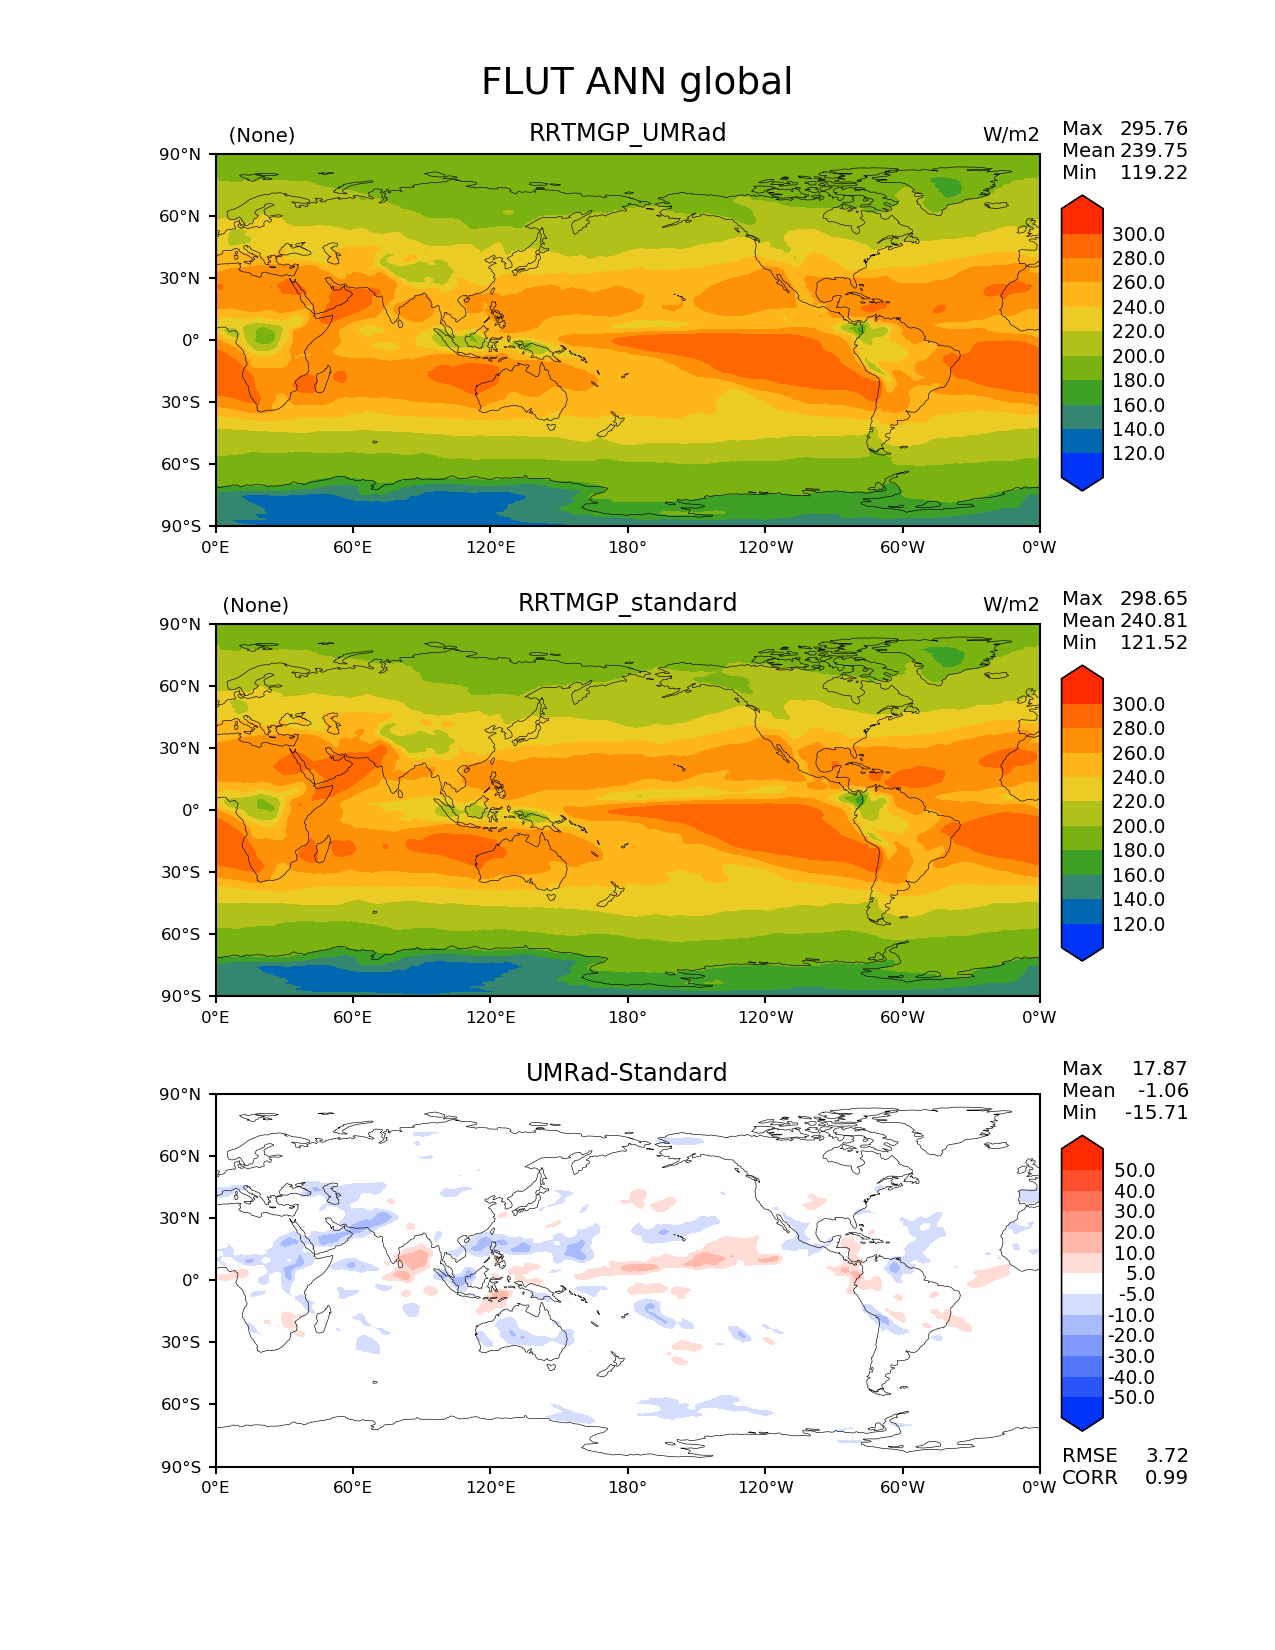 FLUT ANN global
(None) RRTMGP_UMRad W/m2
Max 295.76
Mean 239.75
Min 119.22
90°N
60°N
30°N
0°
30°S
60°S
90°S
0°E 60°E 120°E 180° 120°W 60°W 0°W
300.0
280.0
260.0
240.0
220.0
200.0
180.0
160.0
140.0
120.0
(None) RRTMGP_standard W/m2
Max 298.65
Mean 240.81
Min 121.52
90°N
60°N
30°N
0°
30°S
60°S
90°S
0°E 60°E 120°E 180° 120°W 60°W 0°W
300.0
280.0
260.0
240.0
220.0
200.0
180.0
160.0
140.0
120.0
UMRad-Standard
Max 17.87
Mean -1.06
Min -15.71
90°N
60°N
30°N
0°
30°S
60°S
90°S
0°E 60°E 120°E 180° 120°W 60°W 0°W
50.0
40.0
30.0
20.0
10.0
5.0
-5.0
-10.0
-20.0
-30.0
-40.0
-50.0
RMSE 3.72
CORR 0.99